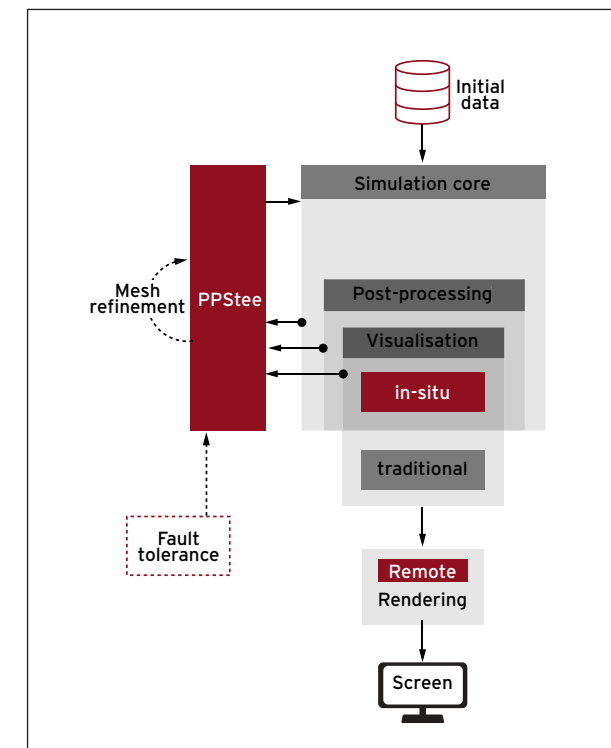 Initial
data
Simulation core
Mesh
refinement
PPStee
Post-processing
Visualisation
in-situ
traditional
Fault
tolerance
Remote
Rendering
Screen